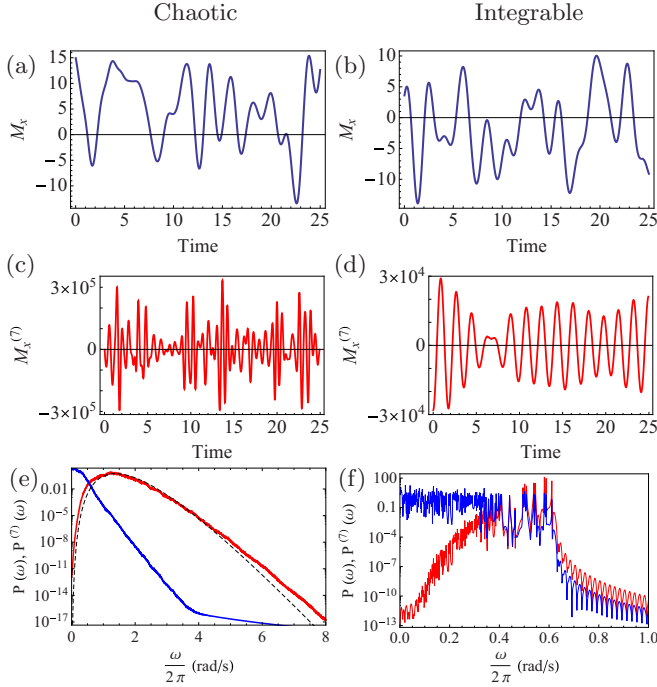 Chaotic Integrable
(a) (b)
15
10
5
0
−5
−10
M_x
0 5 10 15 20 25
Time
10
5
0
−5
−10
M_x
0 5 10 15 20 25
Time
(c) (d)
3×10^5
0
−3×10^5
M_x^(7)
0 5 10 15 20 25
Time
3×10^4
0
−3×10^4
M_x^(7)
0 5 10 15 20 25
Time
(e) (f)
0.01
10^−5
10^−8
10^−11
10^−14
10^−17
P (ω), P^(7) (ω)
0 2 4 6 8
ω/2 π (rad/s)
100
0.1
10^−4
10^−7
10^−10
10^−13
P (ω), P^(7) (ω)
0.0 0.2 0.4 0.6 0.8 1.0
ω/2 π (rad/s)